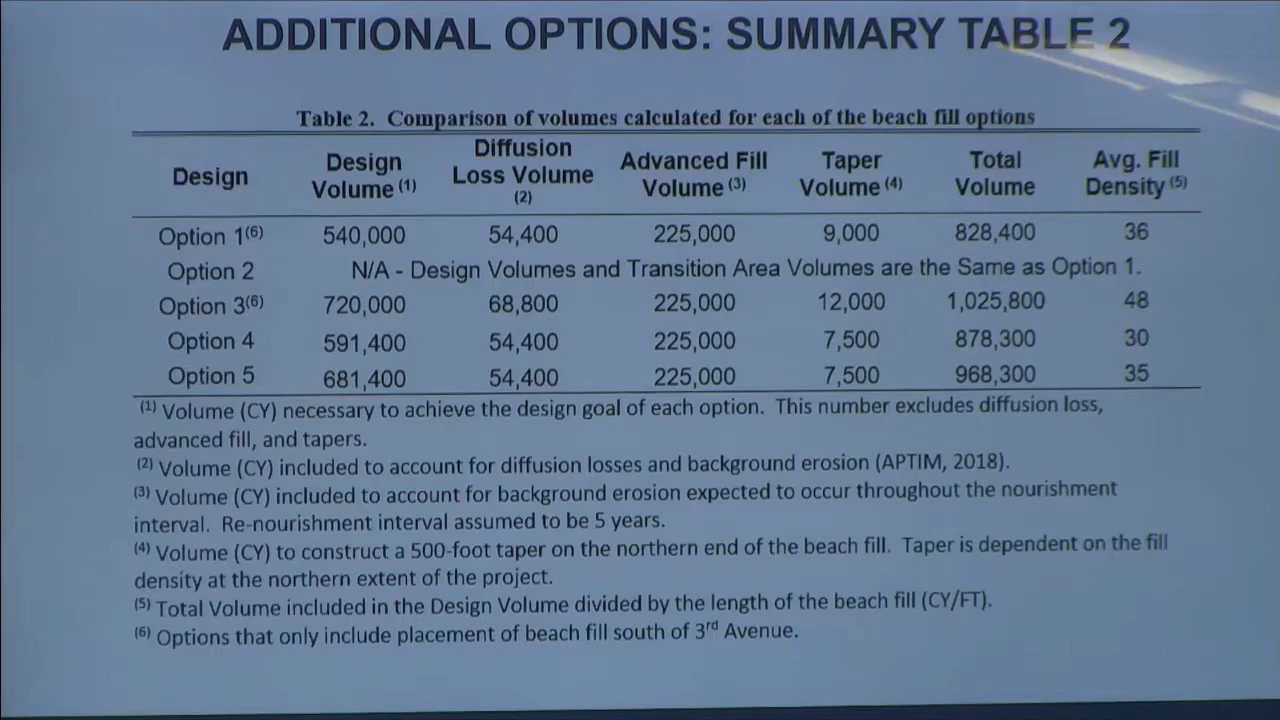 ADDITIONAL OPTIONS: SUMMARY TABLE 2
Table 2. Comparison of volumes calculated for each of the beach fill options
Design Design Volume (1) Diffusion Loss Volume (2) Advanced Fill Volume (3) Taper Volume (4) Total Volume Avg. Fill Density (5)
Option 1(6) 540,000 54,400 225,000 9,000 828,400 36
Option 2 N/A - Design Volumes and Transition Area Volumes are the Same as Option 1.
Option 3(6) 720,000 68,800 225,000 12,000 1,025,800 48
Option 4 591,400 54,400 225,000 7,500 878,300 30
Option 5 681,400 54,400 225,000 7,500 968,300 35
(1) Volume (CY) necessary to achieve the design goal of each option. This number excludes diffusion loss,
advanced fill, and tapers.
(2) Volume (CY) included to account for diffusion losses and background erosion (APTIM, 2018).
(3) Volume (CY) included to account for background erosion expected to occur throughout the nourishment
interval. Re-nourishment interval assumed to be 5 years.
(4) Volume (CY) to construct a 500-foot taper on the northern end of the beach fill. Taper is dependent on the fill
density at the northern extent of the project.
(5) Total Volume included in the Design Volume divided by the length of the beach fill (CY/FT).
(6) Options that only include placement of beach fill south of 3rd Avenue.